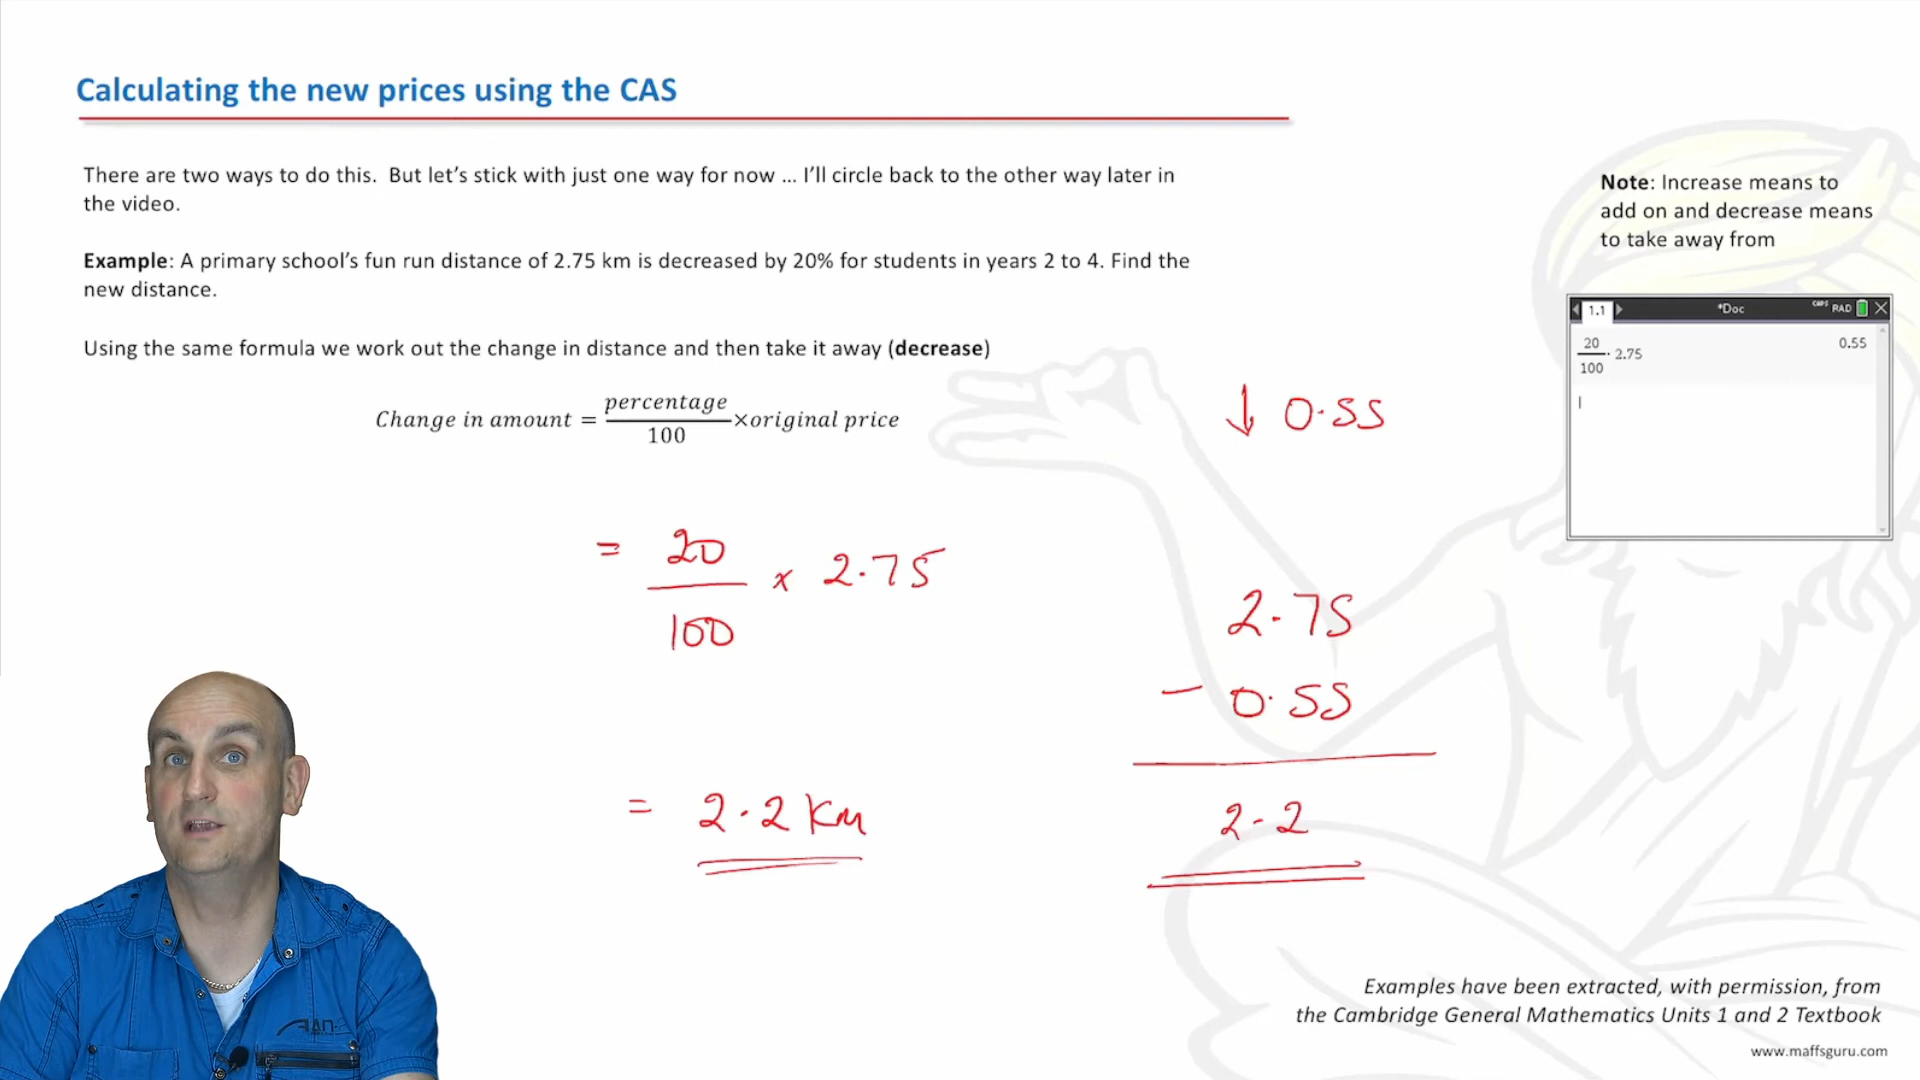 Calculating the new prices using the CAS
There are two ways to do this. But let's stick with just one way for now ... I'll circle back to the other way later in
the video.
Example: A primary school's fun run distance of 2.75 km is decreased by 20% for students in years 2 to 4. Find the
new distance.
Using the same formula we work out the change in distance and then take it away (decrease)
Change in amount = percentage/100 ×original price
= 20/100 x 2.75
= 2.2 km
↓ 0.55
2.75
- 0.55
2.2
Note: Increase means to
add on and decrease means
to take away from
1.1 *Doc CAPS RAD
20/100 · 2.75 0.55
Examples have been extracted, with permission, from
the Cambridge General Mathematics Units 1 and 2 Textbook
www.maffsguru.com